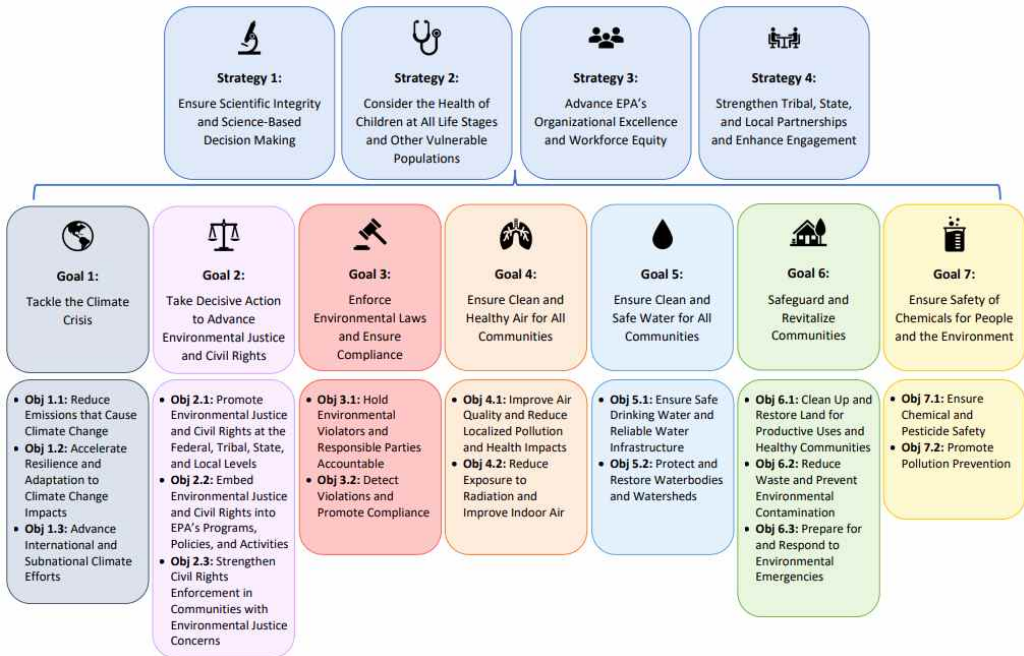 Strategy 1:
Ensure Scientific Integrity
and Science-Based
Decision Making
Strategy 2:
Consider the Health of
Children at All Life Stages
and Other Vulnerable
Populations
Strategy 3:
Advance EPA's
Organizational Excellence
and Workforce Equity
Strategy 4:
Strengthen Tribal, State,
and Local Partnerships
and Enhance Engagement
Goal 1:
Tackle the Climate
Crisis
Goal 2:
Take Decisive Action
to Advance
Environmental Justice
and Civil Rights
Goal 3:
Enforce
Environmental Laws
and Ensure
Compliance
Goal 4:
Ensure Clean and
Healthy Air for All
Communities
Goal 5:
Ensure Clean and
Safe Water for All
Communities
Goal 6:
Safeguard and
Revitalize
Communities
Goal 7:
Ensure Safety of
Chemicals for People
and the Environment
• Obj 1.1: Reduce
Emissions that Cause
Climate Change
• Obj 1.2: Accelerate
Resilience and
Adaptation to
Climate Change
Impacts
• Obj 1.3: Advance
International and
Subnational Climate
Efforts
• Obj 2.1: Promote
Environmental Justice
and Civil Rights at the
Federal, Tribal, State,
and Local Levels
• Obj 2.2: Embed
Environmental Justice
and Civil Rights into
EPA's Programs,
Policies, and Activities
• Obj 2.3: Strengthen
Civil Rights
Enforcement in
Communities with
Environmental Justice
Concerns
• Obj 3.1: Hold
Environmental
Violators and
Responsible Parties
Accountable
• Obj 3.2: Detect
Violations and
Promote Compliance
• Obj 4.1: Improve Air
Quality and Reduce
Localized Pollution
and Health Impacts
• Obj 4.2: Reduce
Exposure to
Radiation and
Improve Indoor Air
• Obj 5.1: Ensure Safe
Drinking Water and
Reliable Water
Infrastructure
• Obj 5.2: Protect and
Restore Waterbodies
and Watersheds
• Obj 6.1: Clean Up and
Restore Land for
Productive Uses and
Healthy Communities
• Obj 6.2: Reduce
Waste and Prevent
Environmental
Contamination
• Obj 6.3: Prepare for
and Respond to
Environmental
Emergencies
• Obj 7.1: Ensure
Chemical and
Pesticide Safety
• Obj 7.2: Promote
Pollution Prevention